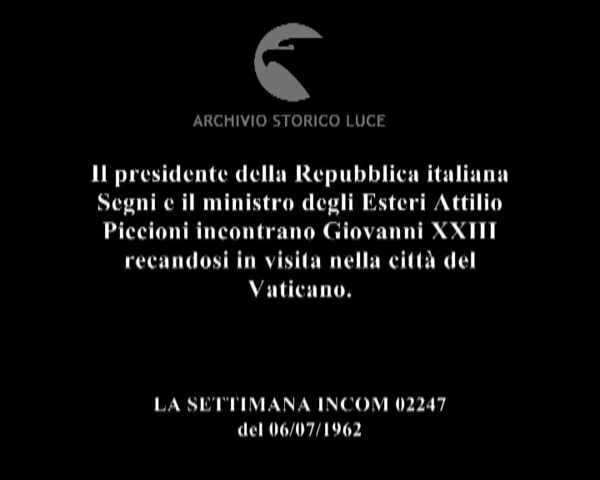 ARCHIVIO STORICO LUCE
Il presidente della Repubblica italiana
Segni e il ministro degli Esteri Attilio
Piccioni incontrano Giovanni XXIII
recandosi in visita nella città del
Vaticano.
LA SETTIMANA INCOM 02247
del 06/07/1962